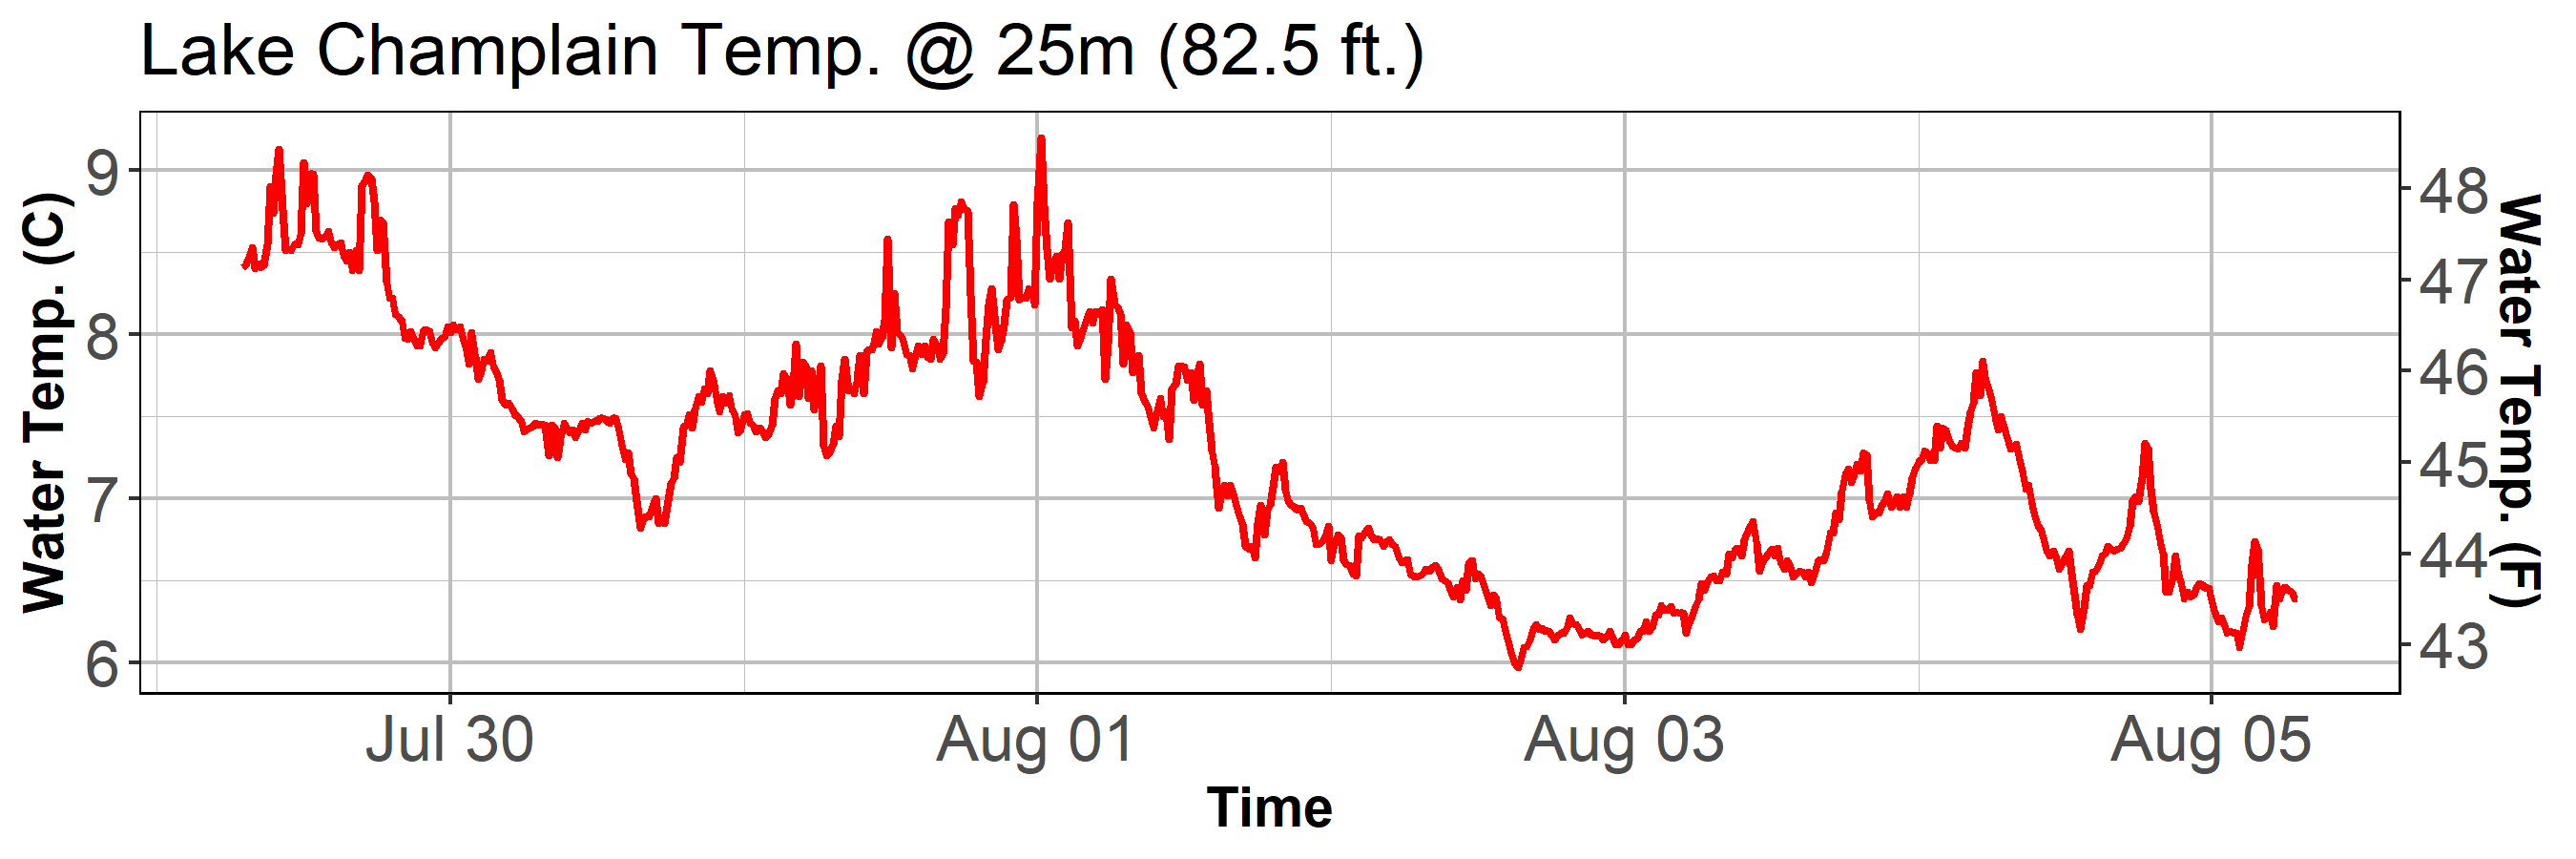 Lake Champlain Temp. @ 25m (82.5 ft.)
Water Temp. (C)
9
8
7
6
48
47
46
45
44
43
Water Temp. (F)
Jul 30
Aug 01
Aug 03
Aug 05
Time